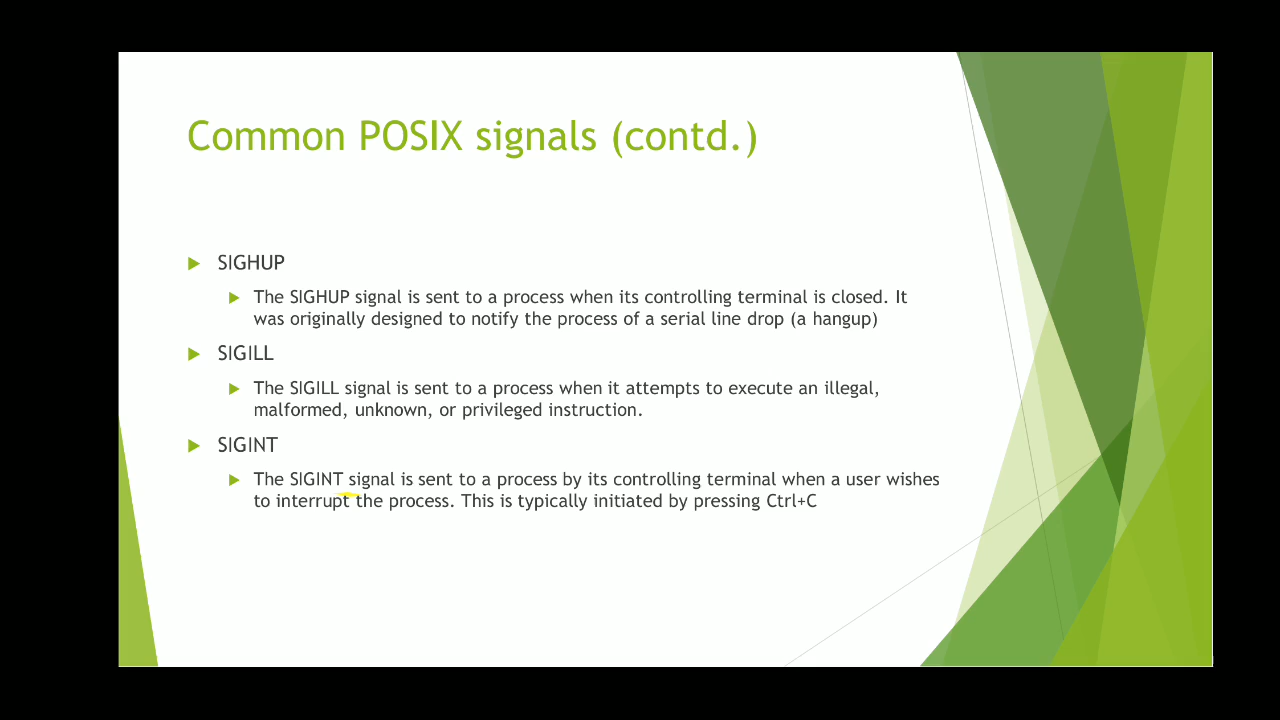 Common POSIX signals (contd.)
SIGHUP
The SIGHUP signal is sent to a process when its controlling terminal is closed. It
was originally designed to notify the process of a serial line drop (a hangup)
SIGILL
The SIGILL signal is sent to a process when it attempts to execute an illegal,
malformed, unknown, or privileged instruction.
SIGINT
The SIGINT signal is sent to a process by its controlling terminal when a user wishes
to interrupt the process. This is typically initiated by pressing Ctrl+C